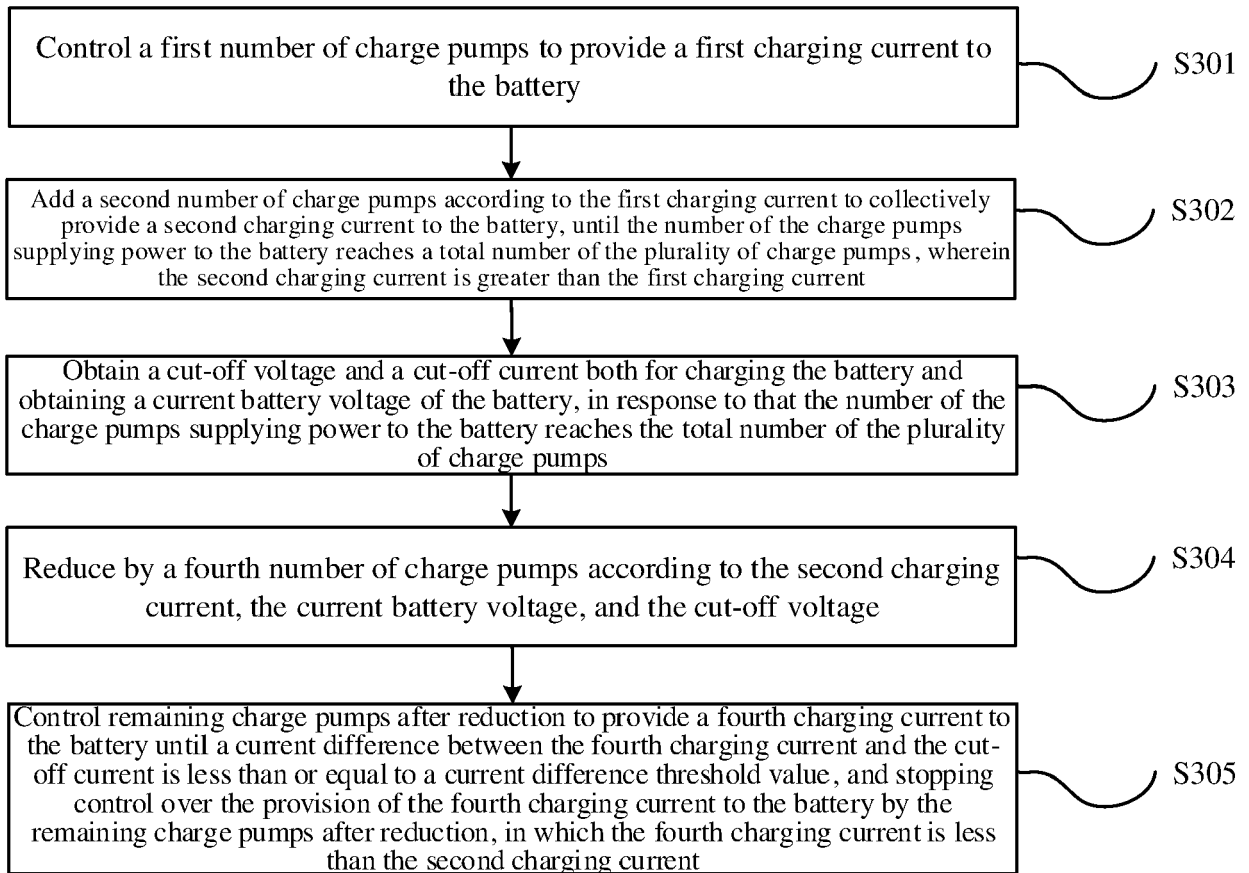 Control a first number of charge pumps to provide a first charging current to
the battery
S301
Add a second number of charge pumps according to the first charging current to collectively
provide a second charging current to the battery, until the number of the charge pumps
supplying power to the battery reaches a total number of the plurality of charge pumps, wherein
the second charging current is greater than the first charging current
S302
Obtain a cut-off voltage and a cut-off current both for charging the battery and
obtaining a current battery voltage of the battery, in response to that the number of the
charge pumps supplying power to the battery reaches the total number of the plurality
of charge pumps
S303
Reduce by a fourth number of charge pumps according to the second charging
current, the current battery voltage, and the cut-off voltage
S304
Control remaining charge pumps after reduction to provide a fourth charging current to
the battery until a current difference between the fourth charging current and the cut-
off current is less than or equal to a current difference threshold value, and stopping
control over the provision of the fourth charging current to the battery by the
remaining charge pumps after reduction, in which the fourth charging current is less
than the second charging current
S305